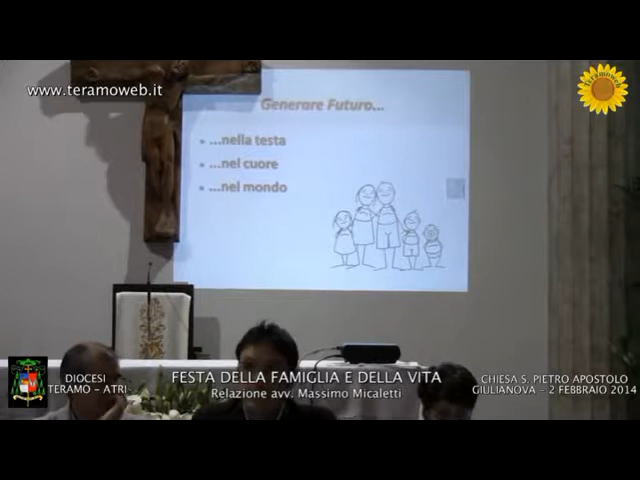 www.teramoweb.it
teramoweb
Generare Futuro...
• ...nella testa
• ...nel cuore
• ...nel mondo
DIOCESI
TERAMO - ATRI
FESTA DELLA FAMIGLIA E DELLA VITA
Relazione avv. Massimo Micaletti
CHIESA S. PIETRO APOSTOLO
GIULIANOVA - 2 FEBBRAIO 2014